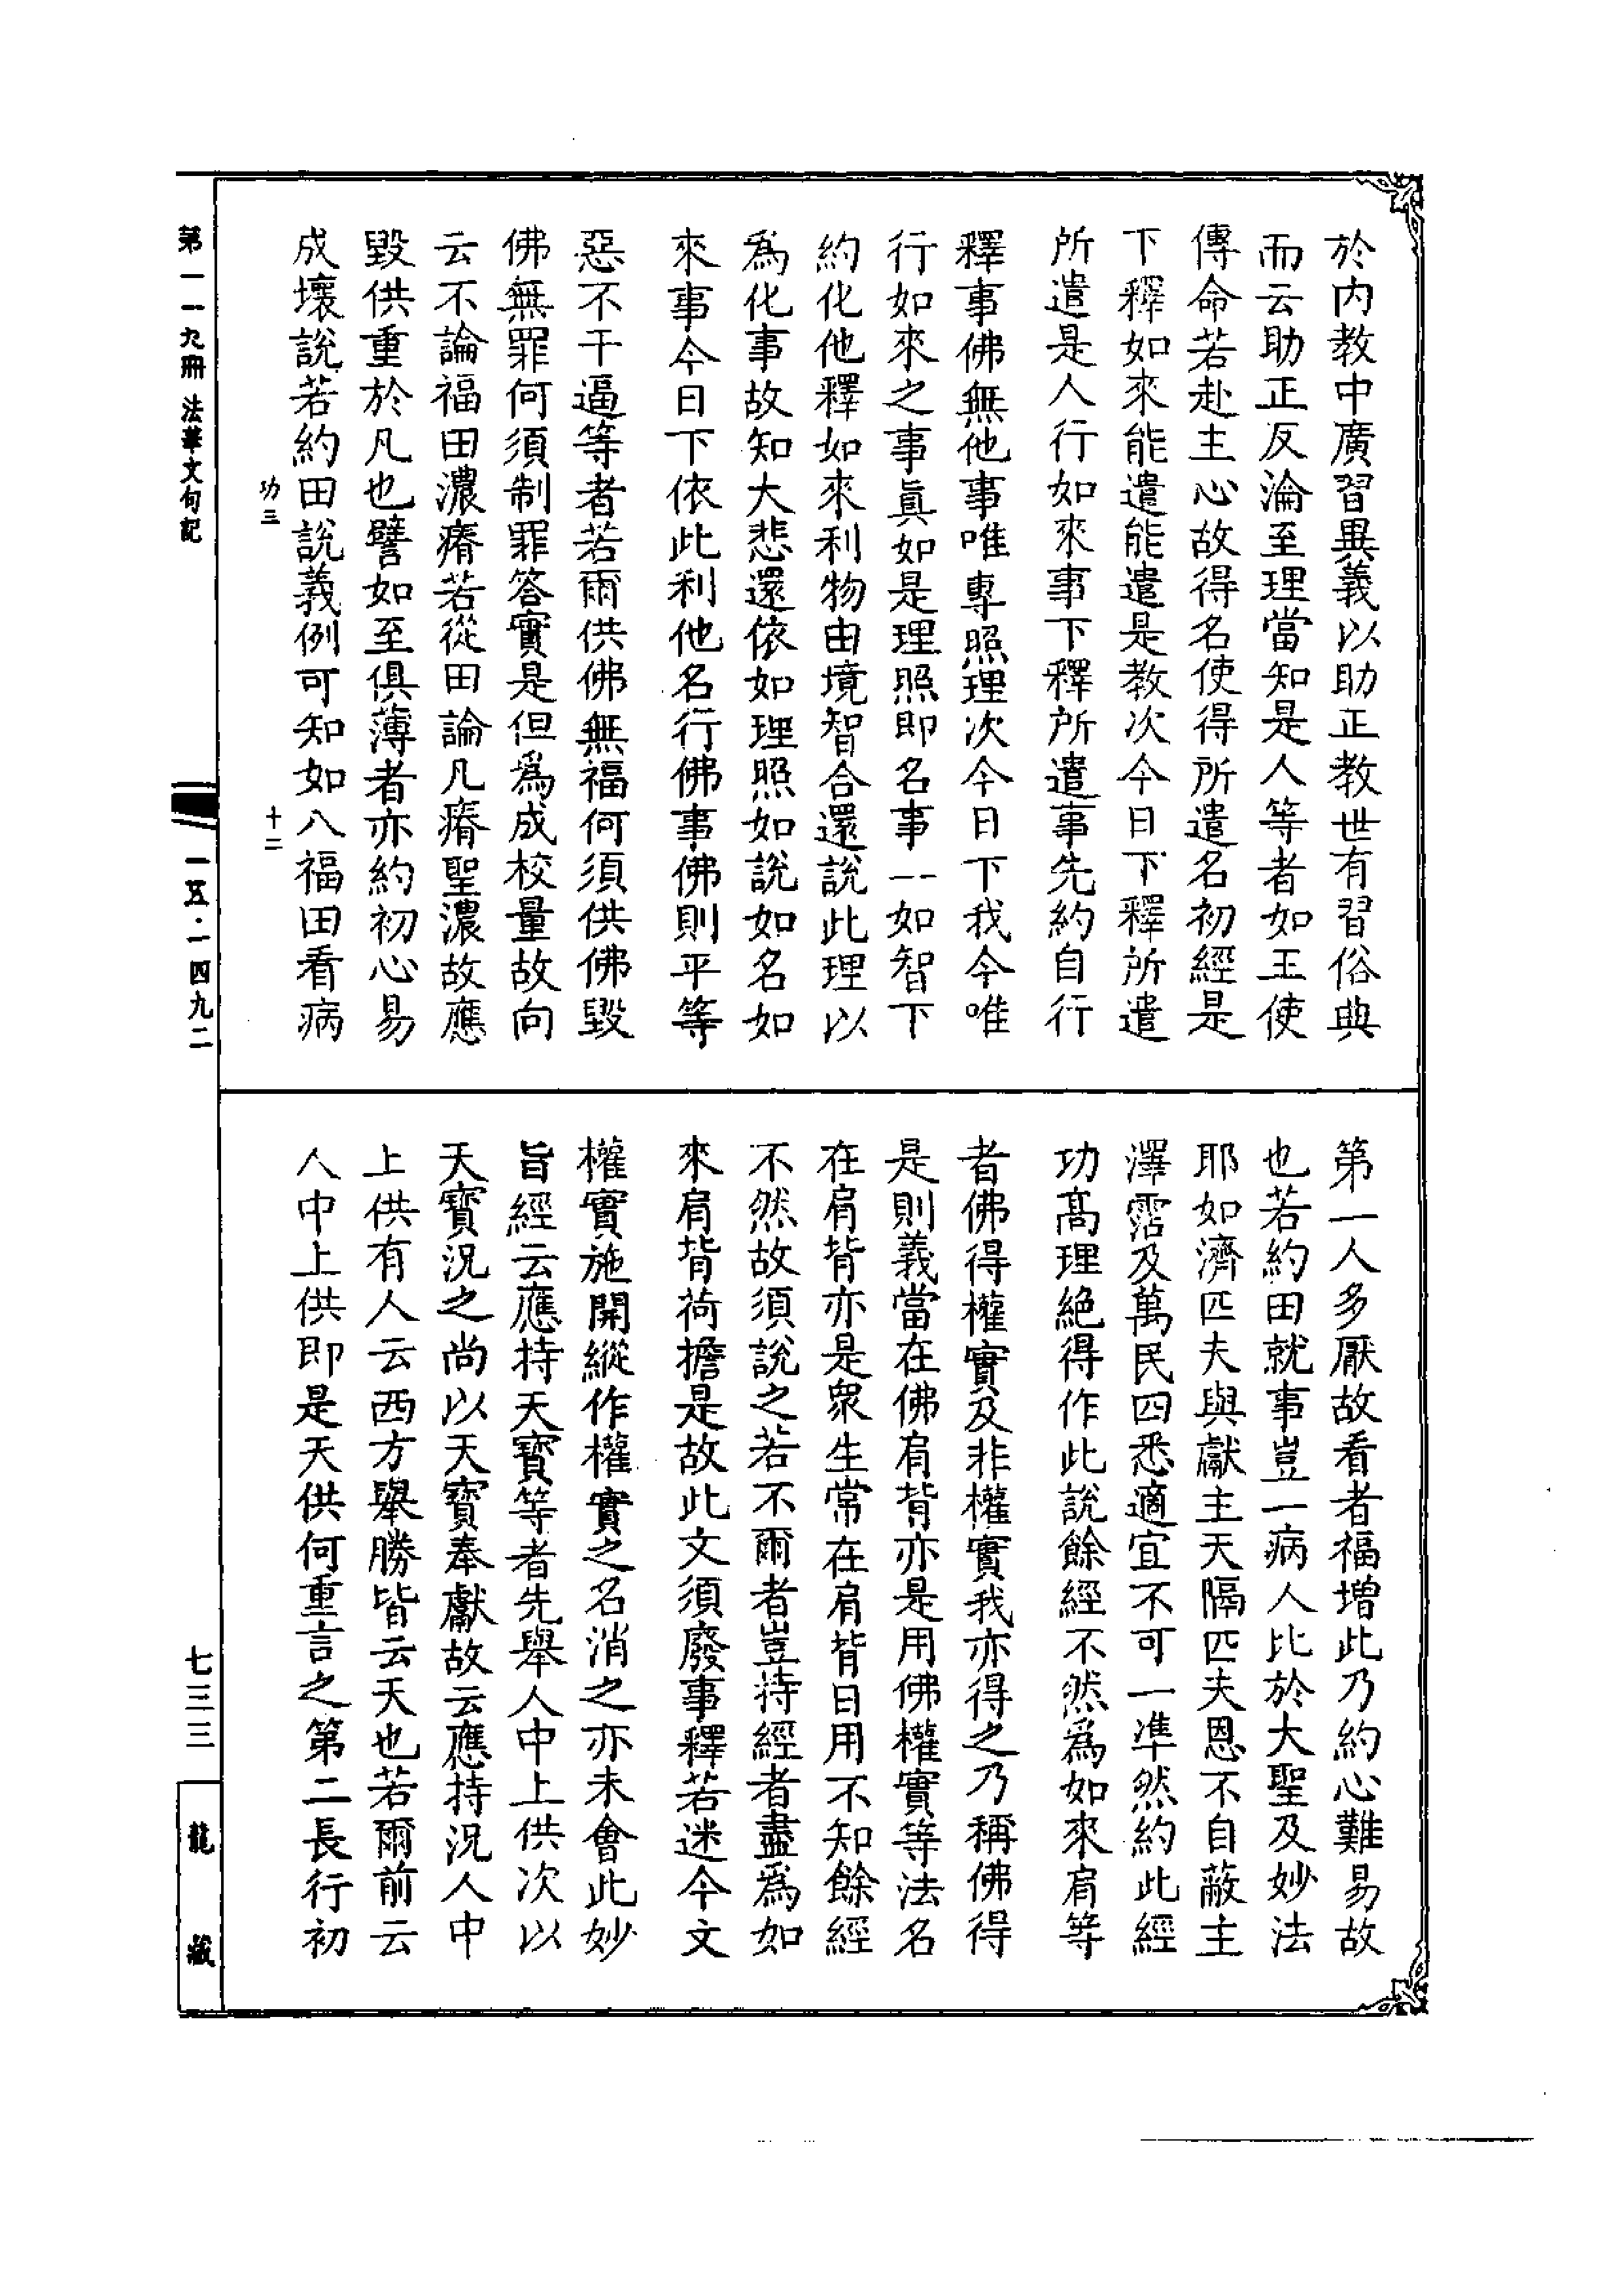 於内教中廣習異義以助正教世有習俗典
而云助正反淪至理當知是人等者如王使
傳命若赴主心故得名使得所遣名初經是
下釋如來能遣能遣是教次今日下釋所遣
所遣是人行如來事下釋所遣事先約自行
釋事佛無他事唯專照理次今日下我今唯
行如來之事眞如是理照即名事一如智下
約化他釋如來利物由境智合還說此理以
爲化事故知大悲還依如理照如說如名如
來事今日下依此利他名行佛事佛則平等
惡不干逼等者若爾供佛無福何須供佛毀
佛無罪何須制罪答實是但爲成校量故向
云不論福田濃瘠若從田論凡瘠聖濃故應
毀供重於凡也譬如至俱薄者亦約初心易
成壞說若約田說義例可知如八福田看病
功三 十二
第一人多厭故看者福增此乃約心難易故
也若約田就事豈一病人比於大聖及妙法
耶如濟匹夫與獻主天隔匹夫恩不自蔽主
澤霑及萬民四悉適宜不可一準然約此經
功高理絕得作此說餘經不然爲如來肩等
者佛得權實及非權實我亦得之乃稱佛得
是則義當在佛肩背亦是用佛權實等法名
在肩背亦是衆生常在肩背日用不知餘經
不然故須說之若不爾者豈持經者盡爲如
來肩背荷擔是故此文須廢事釋若迷今文
權實施開縱作權實之名消之亦未會此妙
旨經云應持天寶等者先舉人中上供次以
天寶況之尚以天寶奉獻故云應持況人中
上供有人云西方舉勝皆云天也若爾前云
人中上供即是天供何重言之第二長行初
第一一九冊 法華文句記
一五·一四九二
七三三
龍藏